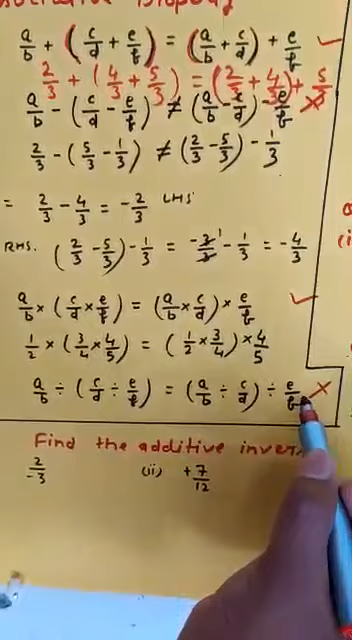 Associative Property
a/b + (c/d + e/f) = (a/b + c/d) + e/f ✓
2/3 + (4/3 + 5/3) = (2/3 + 4/3) + 5/3
a/b - (c/d - e/f) ≠ (a/b - c/d) - e/f ✗
2/3 - (5/3 - 1/3) ≠ (2/3 - 5/3) - 1/3
= 2/3 - 4/3 = -2/3 LHS
RHS. (2/3 - 5/3) - 1/3 = -3/3 1 - 1/3 = -4/3
a/b × (c/d × e/f) = (a/b × c/d) × e/f ✓
1/2 × (3/4 × 4/5) = (1/2 × 3/4) × 4/5
a/b ÷ (c/d ÷ e/f) = (a/b ÷ c/d) ÷ e/f ✗
Find the additive inver
2/-3 (ii) +7/12
(i